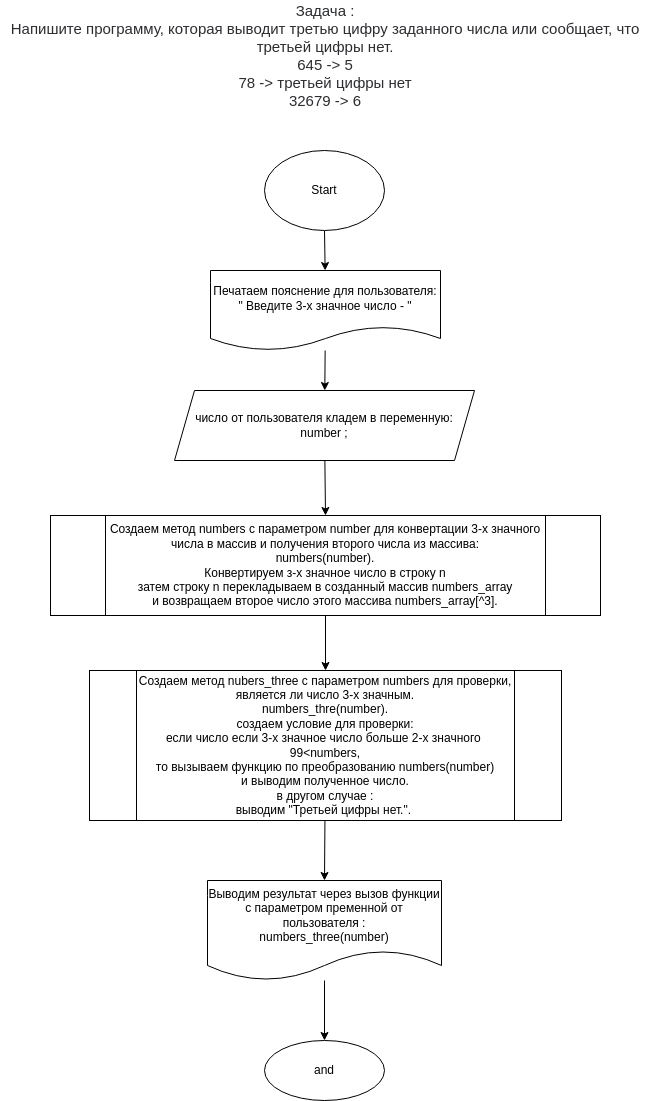 Задача :
Напишите программу, которая выводит третью цифру заданного числа или сообщает, что
третьей цифры нет.
645 -> 5
78 -> третьей цифры нет
32679 -> 6
Start
Печатаем пояснение для пользователя:
" Введите 3-х значное число - "
число от пользователя кладем в переменную:
number ;
Создаем метод numbers с параметром number для конвертации 3-х значного
числа в массив и получения второго числа из массива:
numbers(number).
Конвертируем з-х значное число в строку n
затем строку n перекладываем в созданный массив numbers_array
и возвращаем второе число этого массива numbers_array[^3].
Создаем метод nubers_three с параметром numbers для проверки,
является ли число 3-х значным.
numbers_thre(number).
создаем условие для проверки:
если число если 3-х значное число больше 2-х значного
99<numbers,
то вызываем функцию по преобразованию numbers(number)
и выводим полученное число.
в другом случае :
выводим "Третьей цифры нет.".
Выводим результат через вызов функции
с параметром пременной от
пользователя :
numbers_three(number)
and